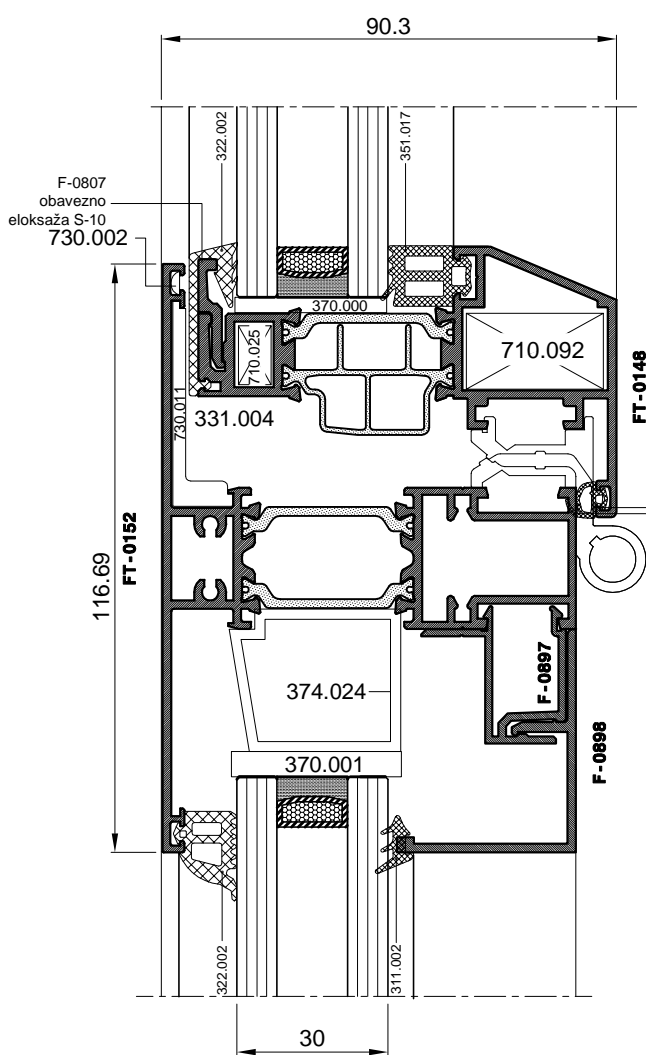 90.3
322.002
351.017
F-0807
obavezno
eloksaža S-10
730.002
370.000
710.025
710.092
FT-0148
331.004
730.011
FT-0152
116.69
374.024
F-0897
F-0898
370.001
322.002
311.002
30